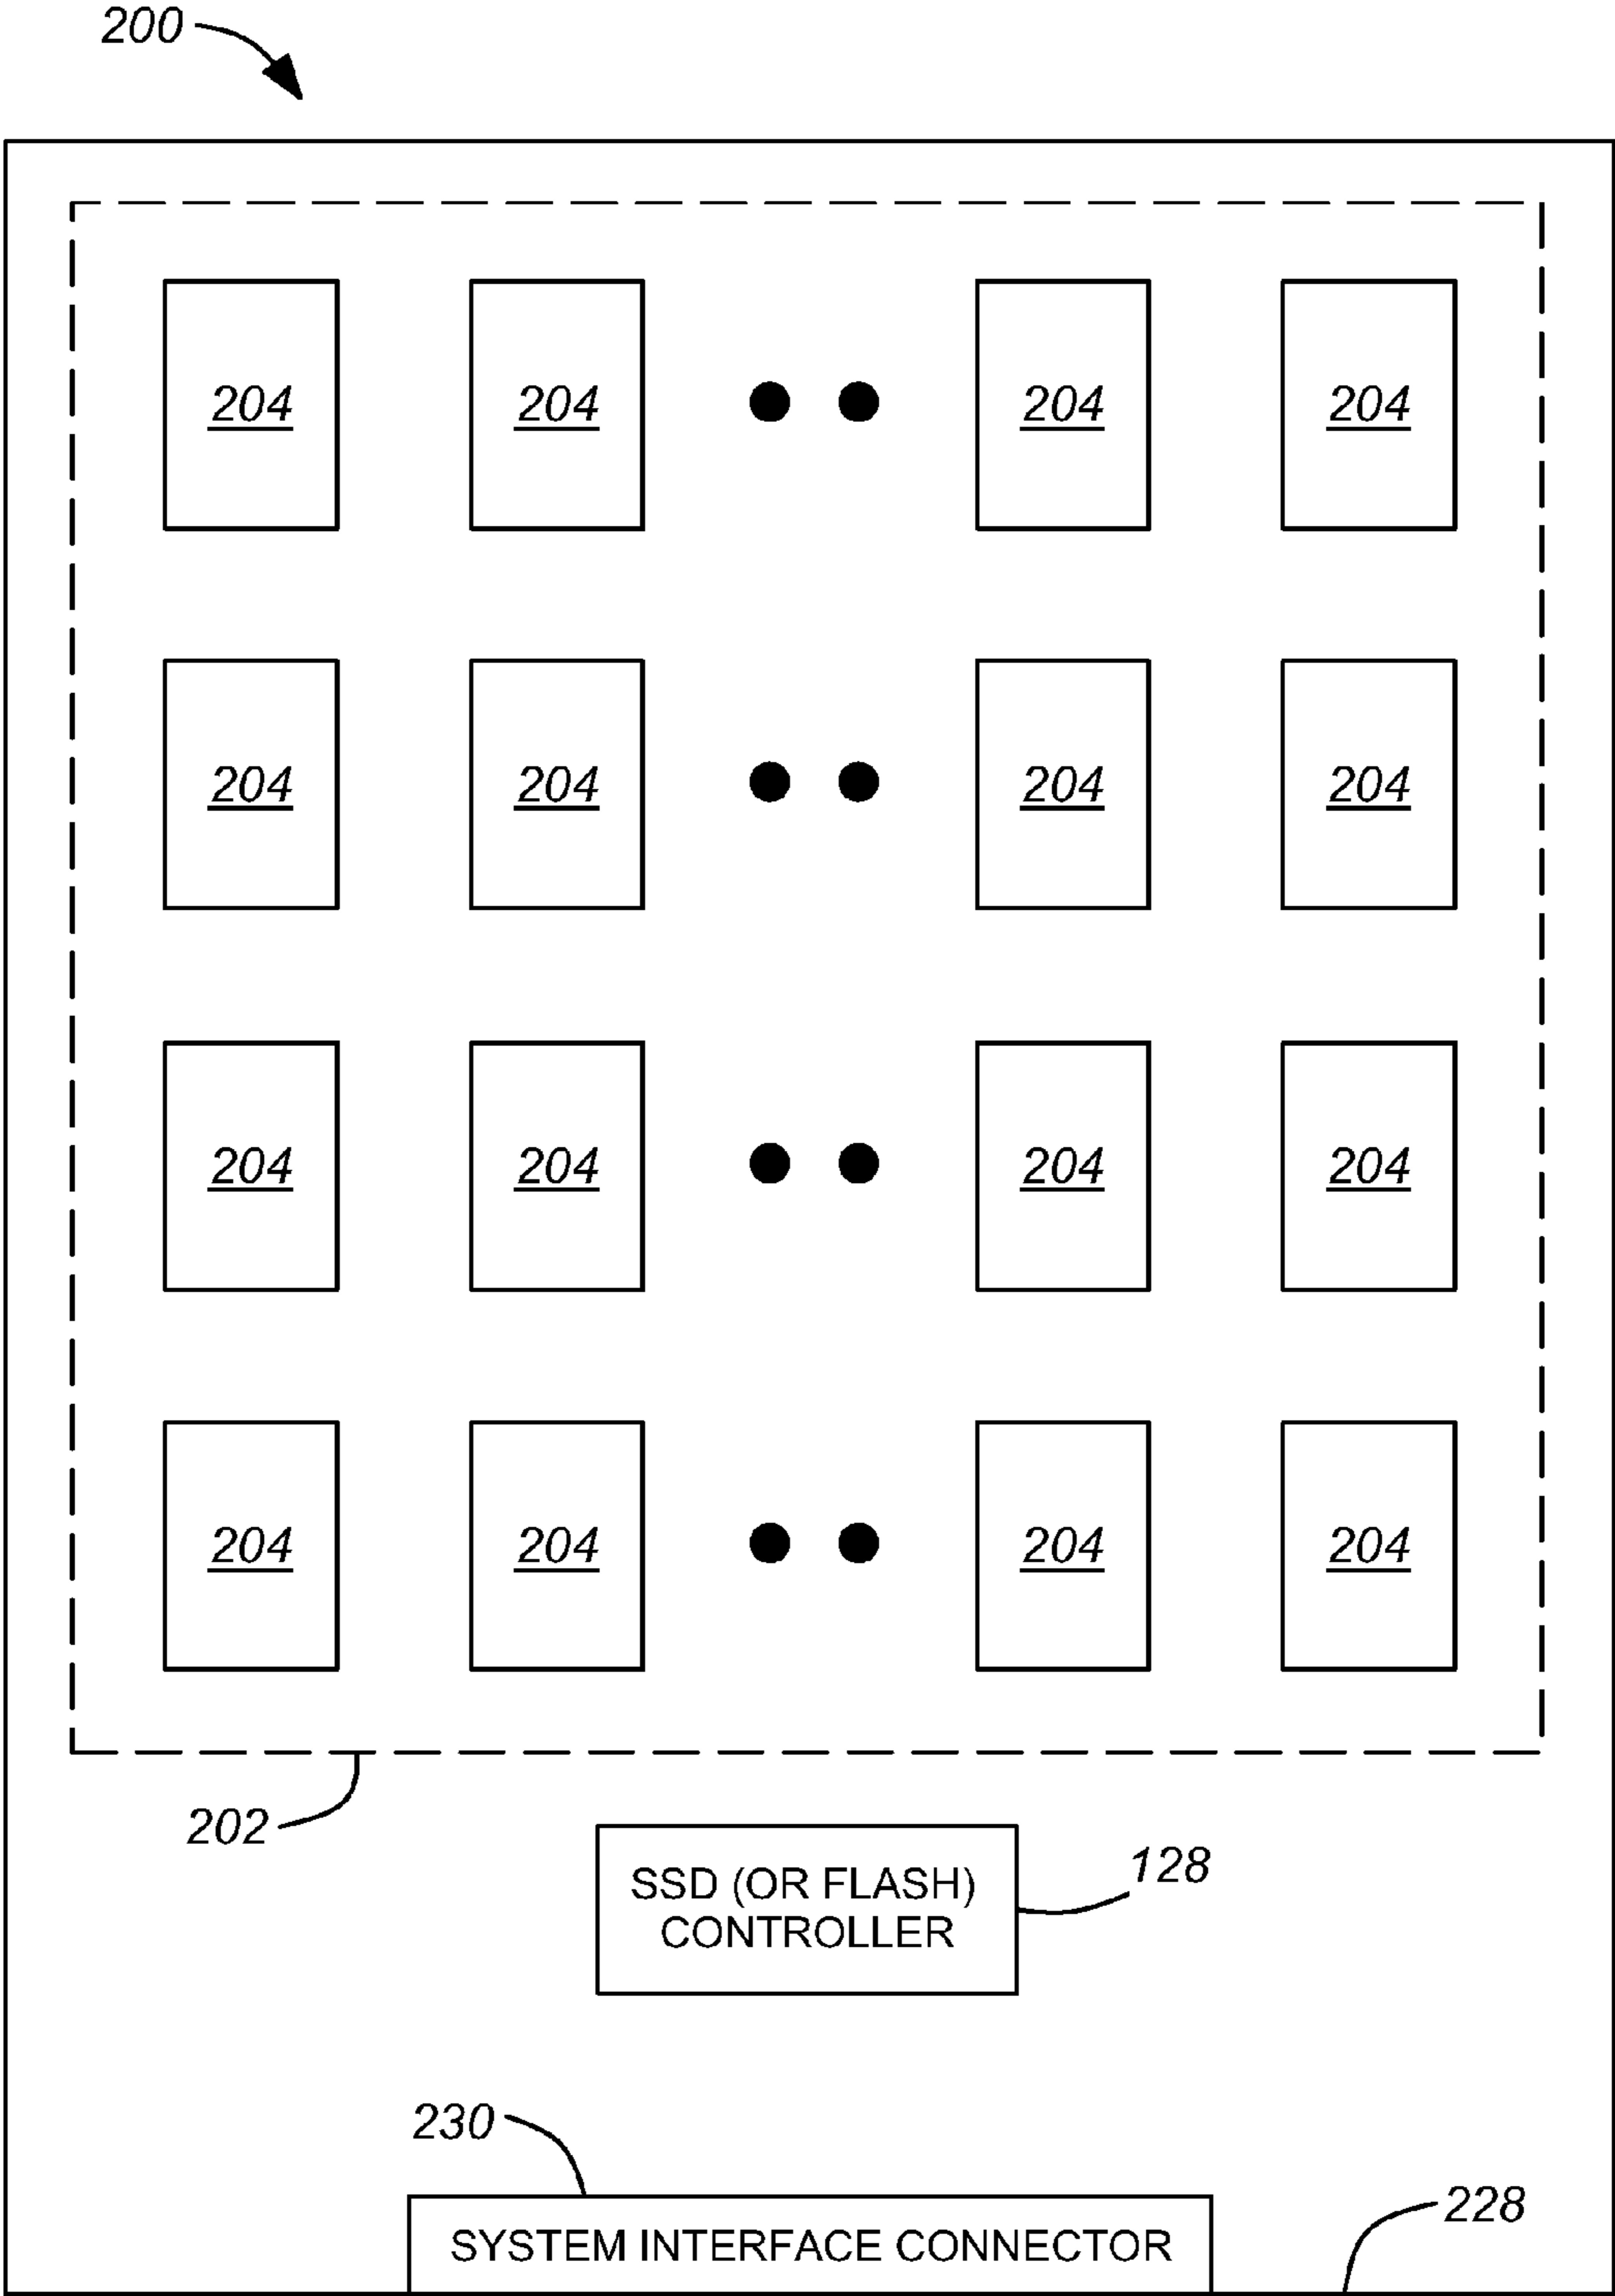 200
204 204 204 204
204 204 204 204
204 204 204 204
204 204 204 204
202
SSD (OR FLASH)
CONTROLLER
128
230
SYSTEM INTERFACE CONNECTOR
228